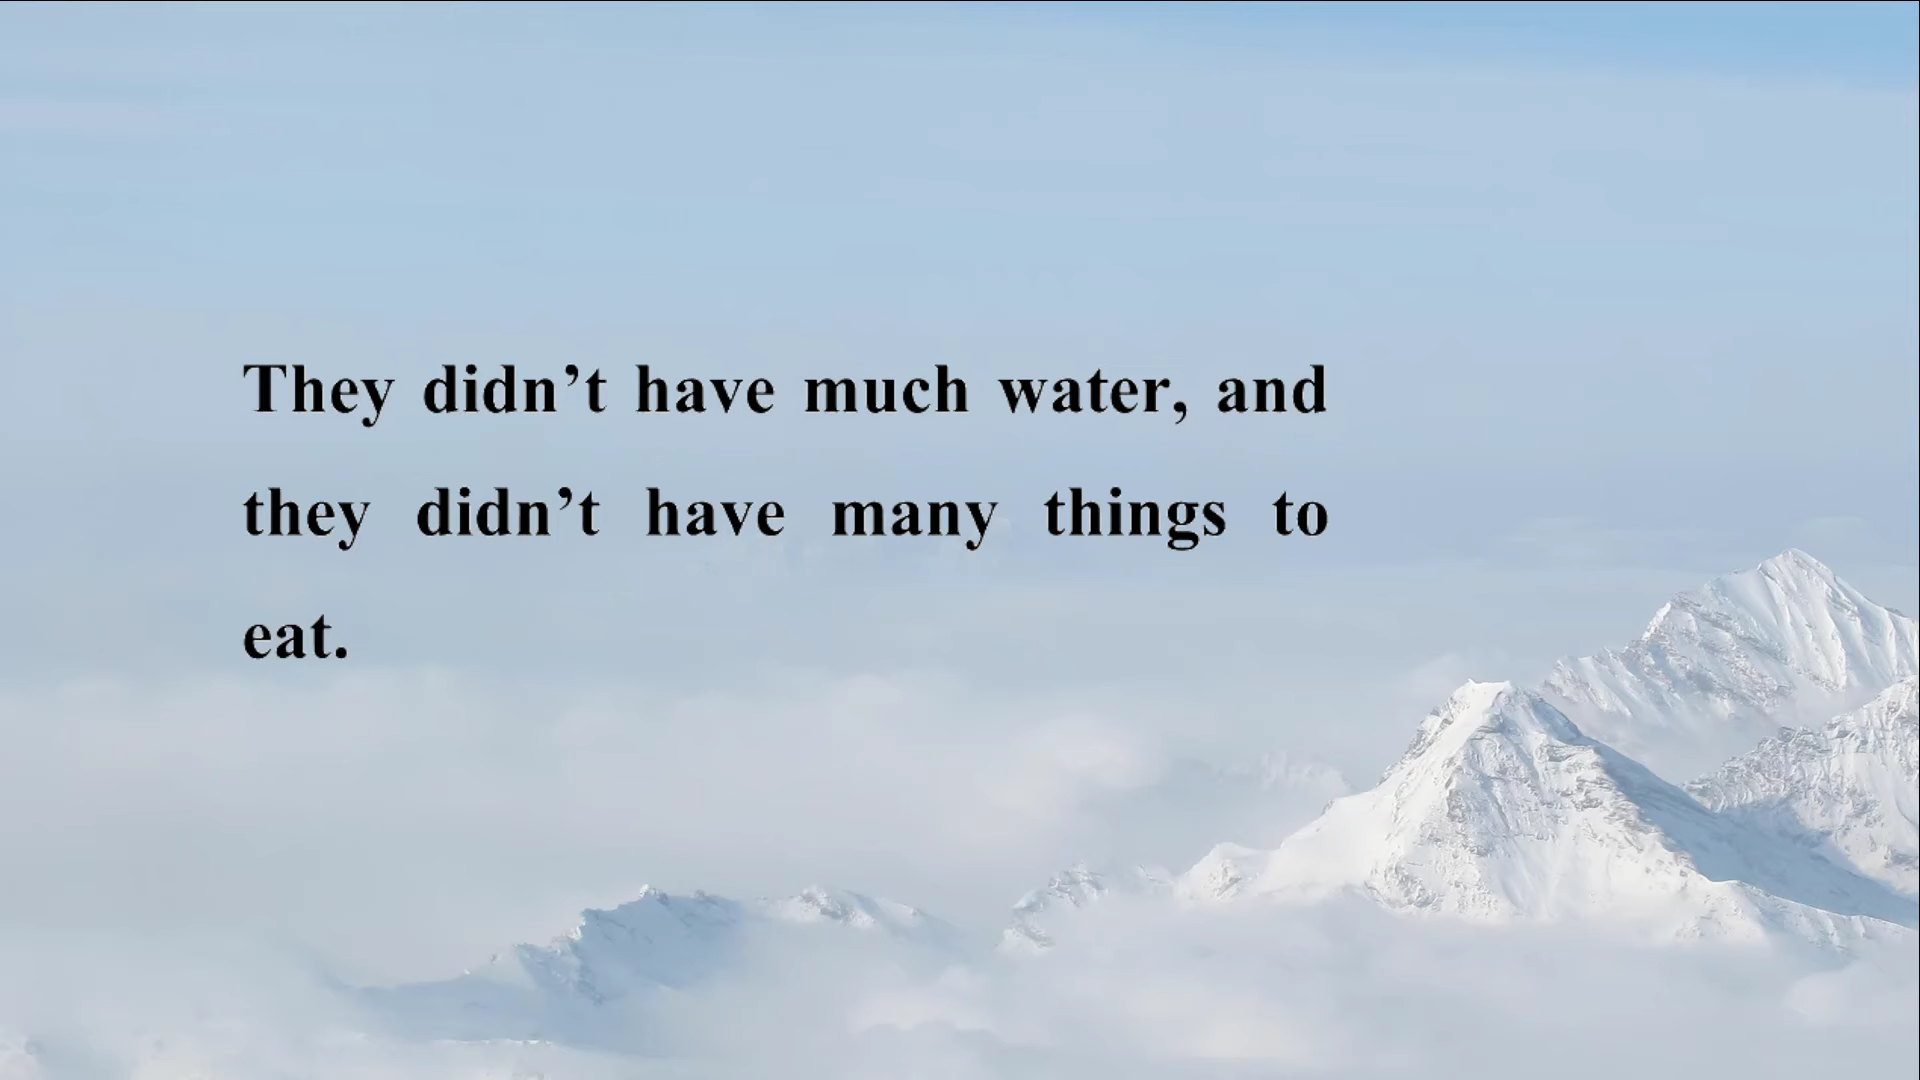 They didn’t have much water, and
they didn’t have many things to
eat.